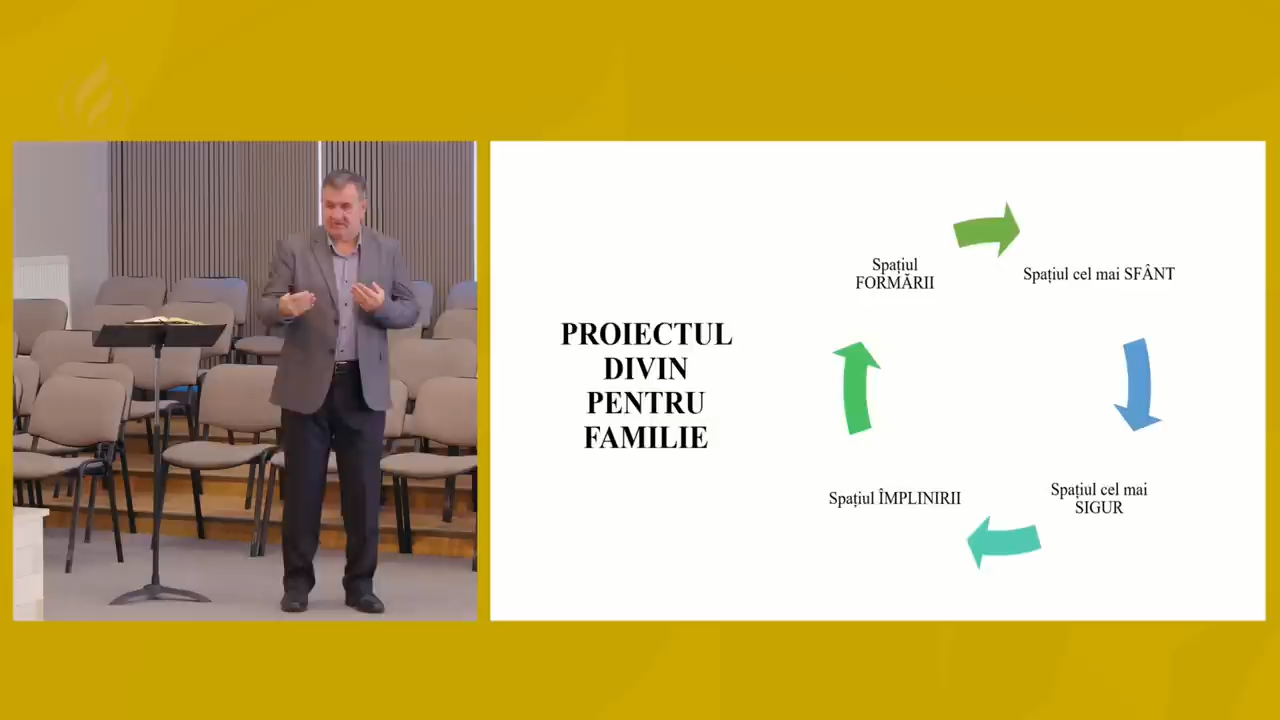 PROIECTUL
DIVIN
PENTRU
FAMILIE
Spațiul
FORMĂRII
Spațiul cel mai SFÂNT
Spațiul cel mai
SIGUR
Spațiul ÎMPLINIRII